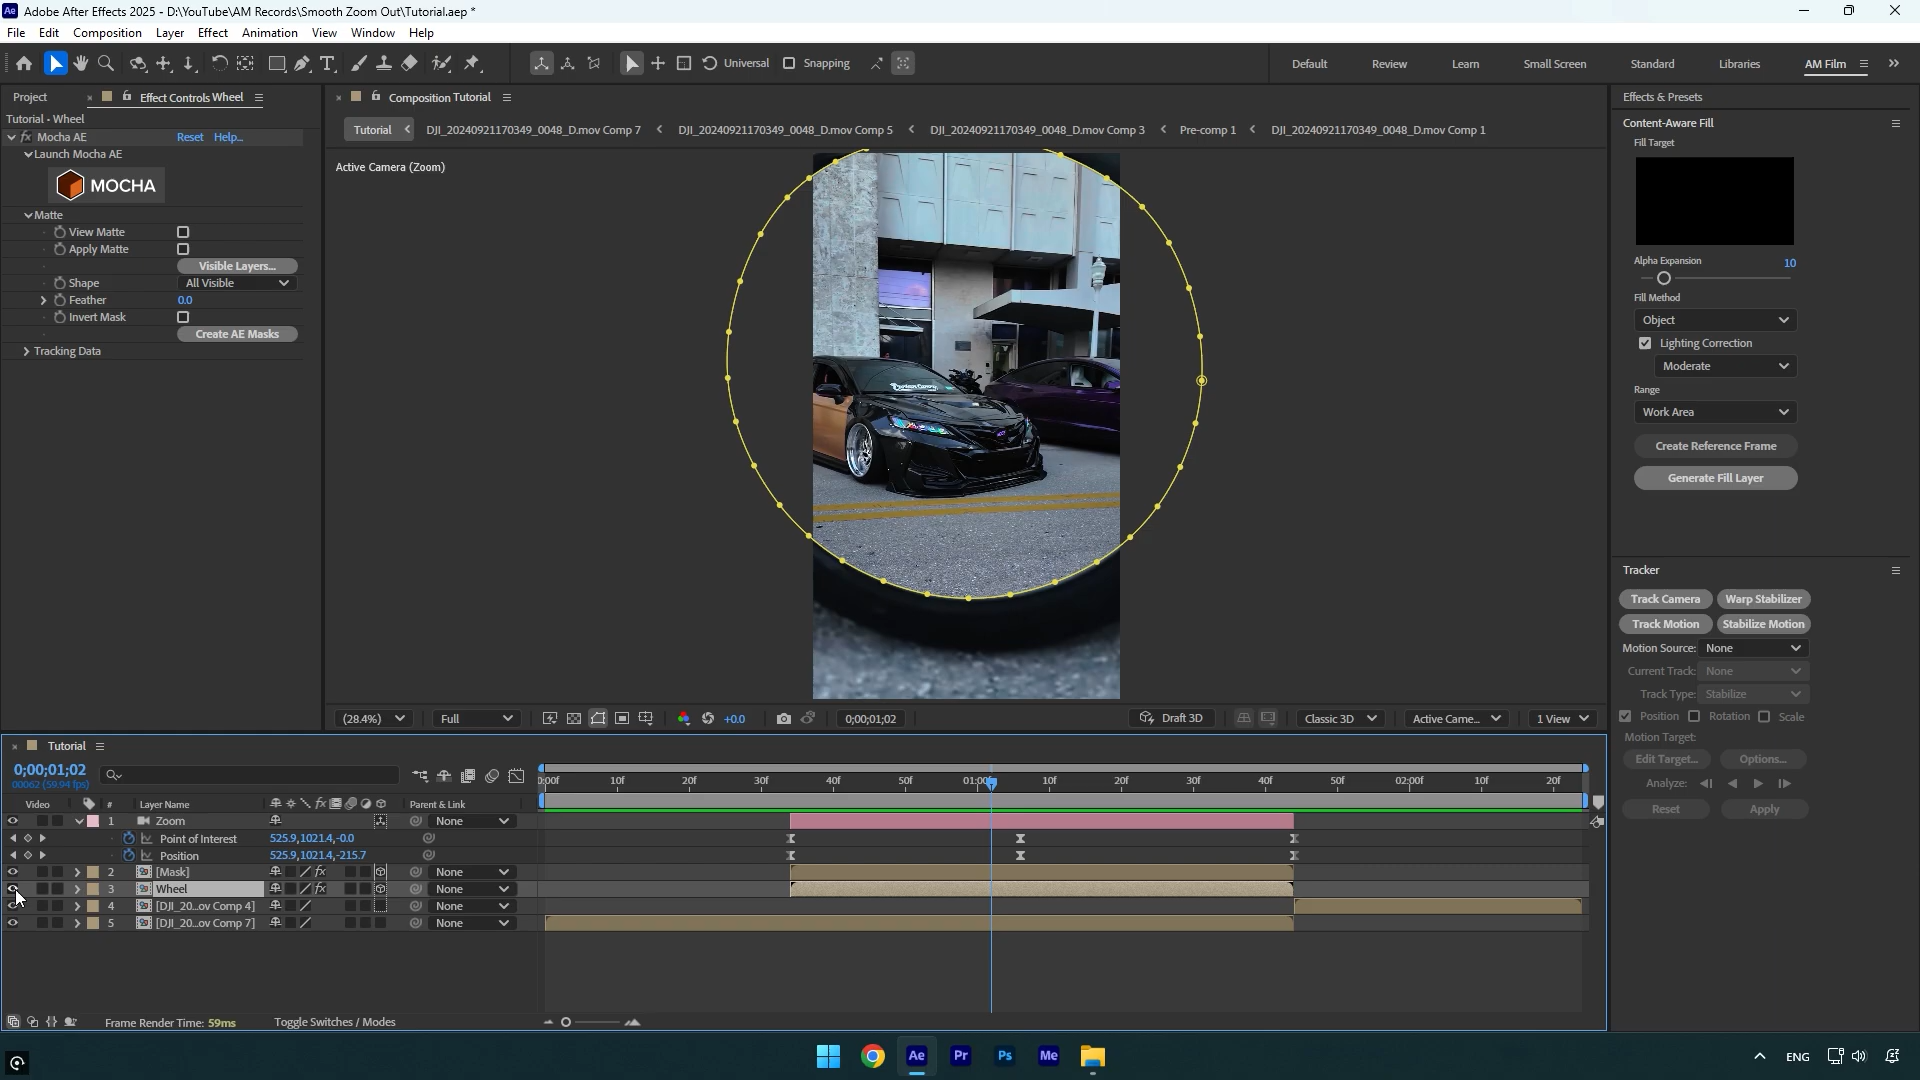 Adobe After Effects 2025 - D:\YouTube\AM Records\Smooth Zoom Out\Tutorial.aep *
File Edit Composition Layer Effect Animation View Window Help
Universal Snapping Default Review Learn Small Screen Standard Libraries AM Film
Project Effect Controls Wheel
Tutorial • Wheel
Mocha AE Reset Help...
Launch Mocha AE
MOCHA
Matte
View Matte
Apply Matte
Visible Layers...
Shape All Visible
Feather 0.0
Invert Mask
Create AE Masks
Tracking Data
Composition Tutorial
Tutorial DJI_20240921170349_0048_D.mov Comp 7 DJI_20240921170349_0048_D.mov Comp 5 DJI_20240921170349_0048_D.mov Comp 3 Pre-comp 1 DJI_20240921170349_0048_D.mov Comp 1
Active Camera (Zoom)
(28.4%) Full +0.0 0;00;01;02 Draft 3D Classic 3D Active Came... 1 View
Effects & Presets
Content-Aware Fill
Fill Target
Alpha Expansion 10
Fill Method
Object
Lighting Correction
Moderate
Range
Work Area
Create Reference Frame
Generate Fill Layer
Tracker
Track Camera Warp Stabilizer
Track Motion Stabilize Motion
Motion Source: None
Current Track: None
Track Type: Stabilize
Position Rotation Scale
Motion Target:
Edit Target... Options...
Analyze:
Reset Apply
Tutorial
0;00;01;02
00062 (59.94 fps)
0:00f 10f 20f 30f 40f 50f 01:00f 10f 20f 30f 40f 50f 02:00f 10f 20f
Video # Layer Name Parent & Link
1 Zoom None
Point of Interest 525.9,1021.4,-0.0
Position 525.9,1021.4,-215.7
2 [Mask] None
3 Wheel None
4 [DJI_20...ov Comp 4] None
5 [DJI_20...ov Comp 7] None
Frame Render Time: 59ms Toggle Switches / Modes
Ae Pr Ps Me
ENG